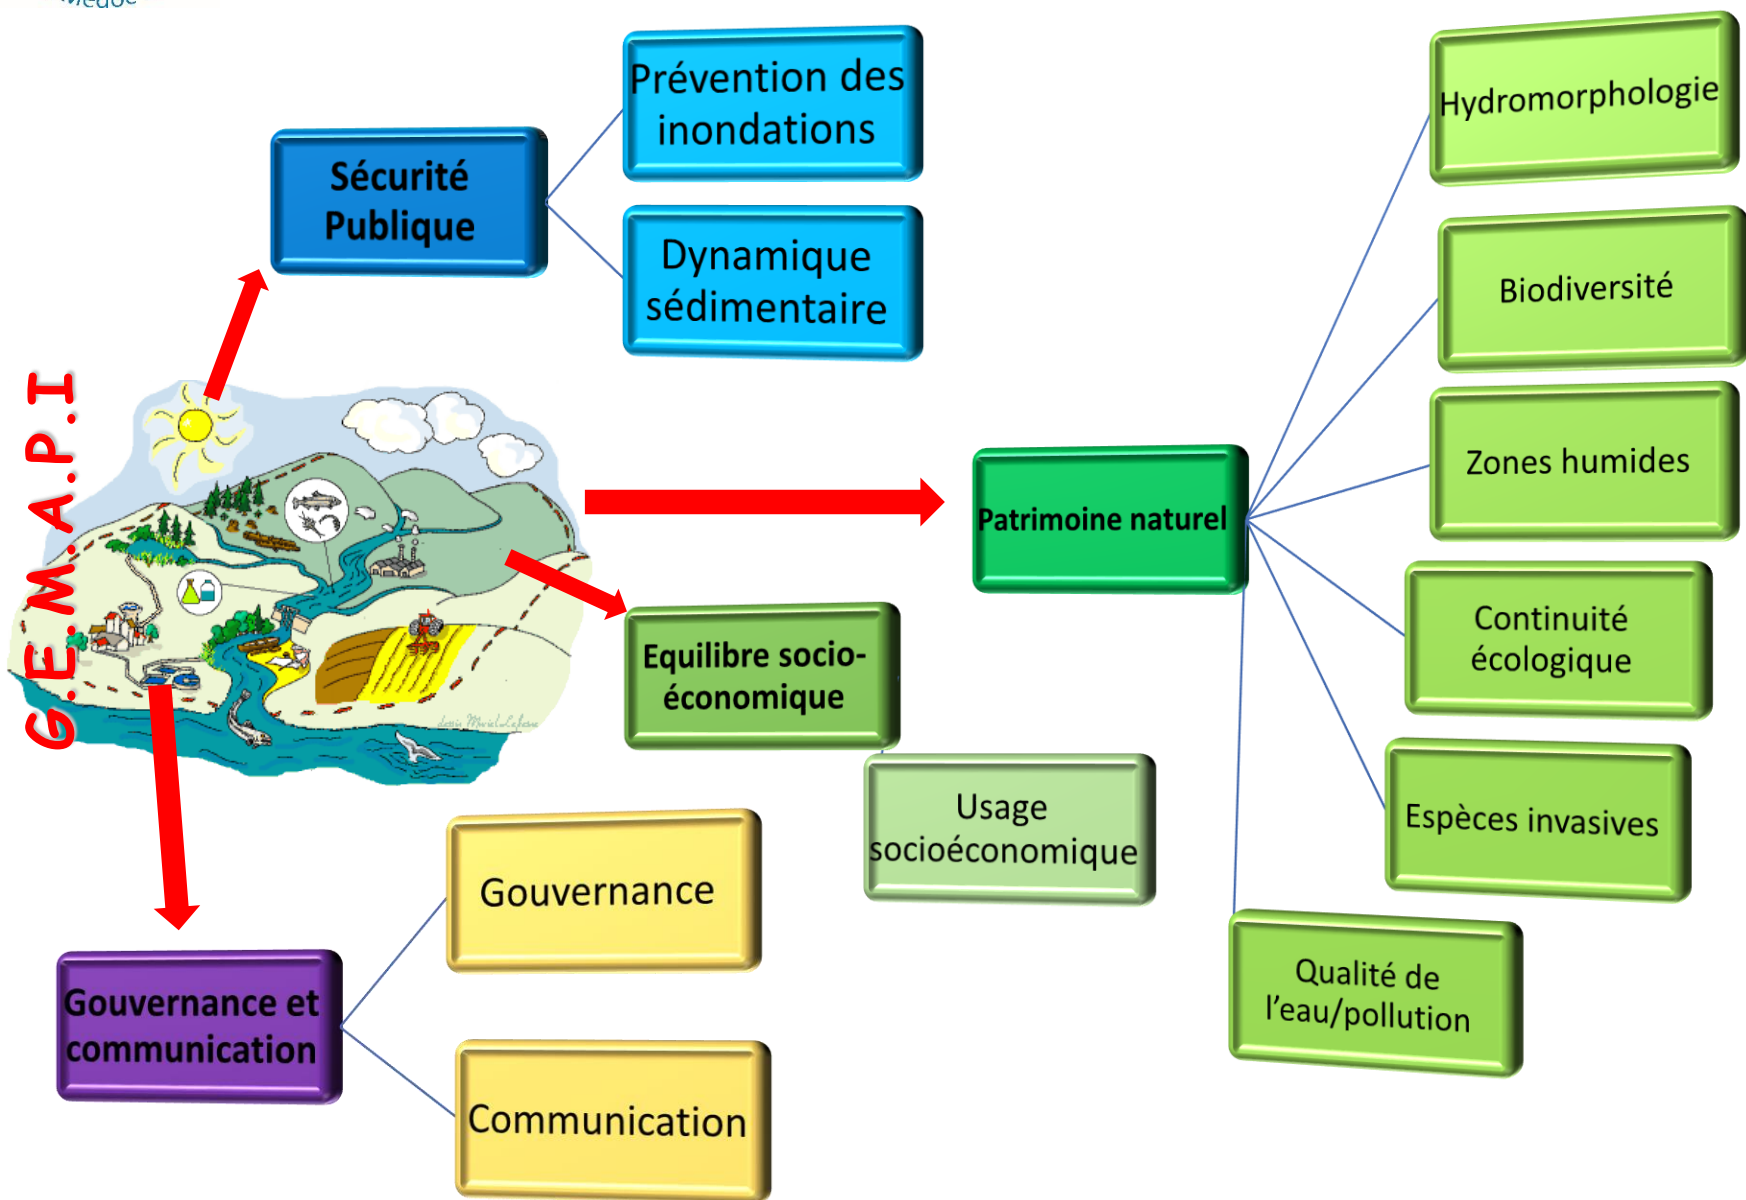 Médoc
Prévention des
inondations
Sécurité
Publique
Dynamique
sédimentaire
G.E.M.A.P.I
Hydromorphologie
Biodiversité
Zones humides
Patrimoine naturel
Continuité
écologique
Espèces invasives
Qualité de
l'eau/pollution
Equilibre socio-
économique
Usage
socioéconomique
Gouvernance
Gouvernance et
communication
Communication